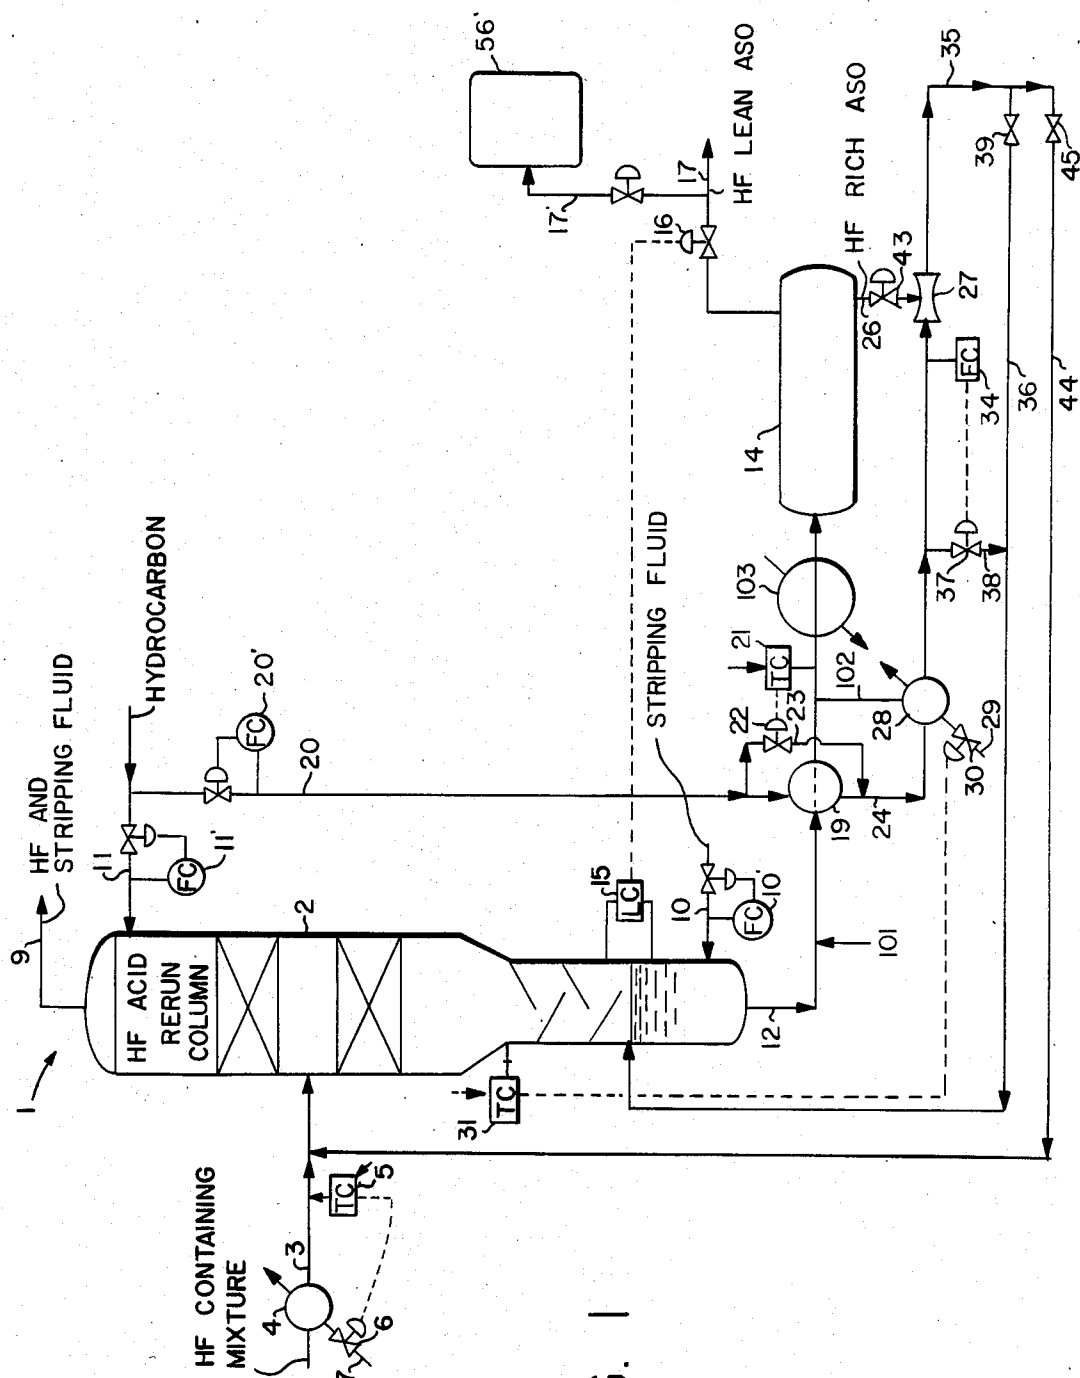 FIG. 1
1
HF CONTAINING
MIXTURE
3
4
5
6
7
TC
9
HF AND
STRIPPING FLUID
HYDROCARBON
11
FC
11'
FC
20'
20
HF ACID
RERUN
COLUMN
2
TC
31
LC
15
10
FC
10'
STRIPPING FLUID
12
101
19
22
23
TC
21
24
102
28
29
30
103
14
16
17
17'
56'
HF LEAN ASO
HF RICH ASO
26
43
27
FC
34
37
38
36
44
35
39
45